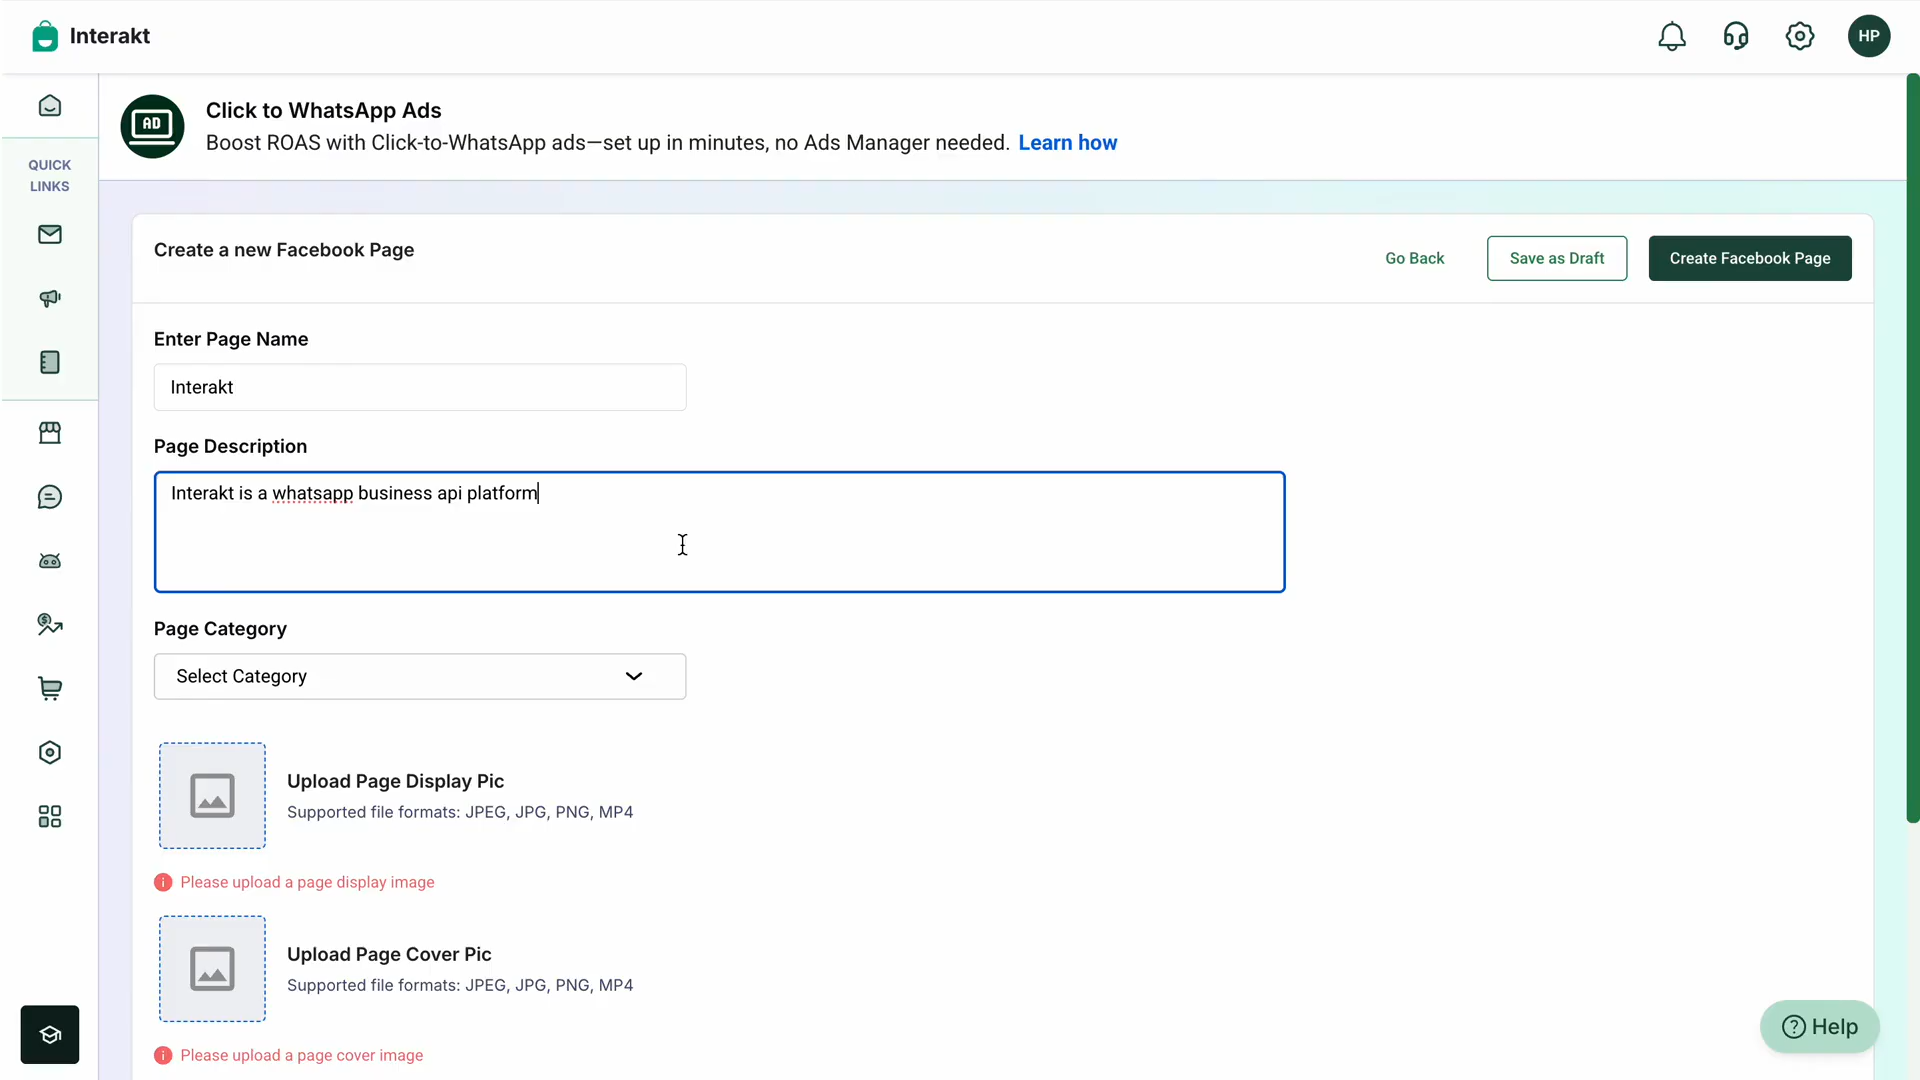 Interakt
HP
AD
Click to WhatsApp Ads
Boost ROAS with Click-to-WhatsApp ads—set up in minutes, no Ads Manager needed. Learn how
QUICK
LINKS
Create a new Facebook Page
Go Back
Save as Draft
Create Facebook Page
Enter Page Name
Interakt
Page Description
Interakt is a whatsapp business api platform
Page Category
Select Category
Upload Page Display Pic
Supported file formats: JPEG, JPG, PNG, MP4
Please upload a page display image
Upload Page Cover Pic
Supported file formats: JPEG, JPG, PNG, MP4
Please upload a page cover image
Help